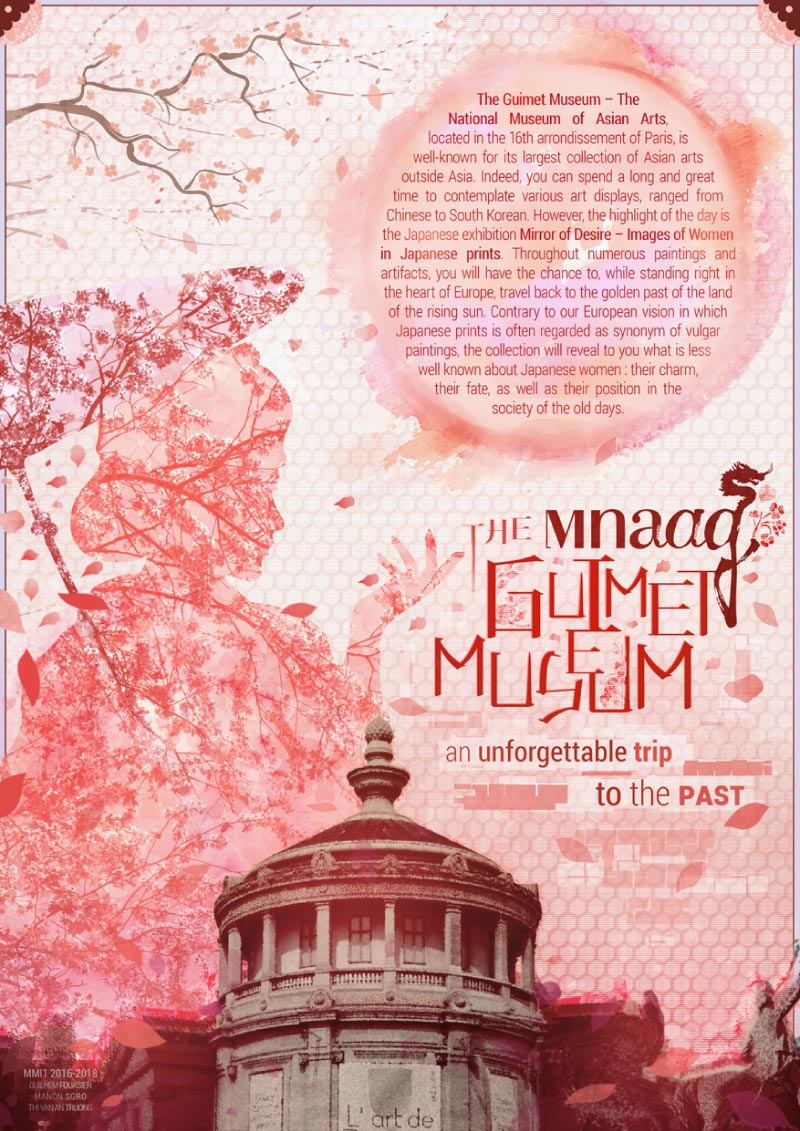 The Guimet Museum – The
National Museum of Asian Arts,
located in the 16th arrondissement of Paris, is
well-known for its largest collection of Asian arts
outside Asia. Indeed, you can spend a long and great
time to contemplate various art displays, ranged from
Chinese to South Korean. However, the highlight of the day is
the Japanese exhibition Mirror of Desire – Images of Women
in Japanese prints. Throughout numerous paintings and
artifacts, you will have the chance to, while standing right in
the heart of Europe, travel back to the golden past of the land
of the rising sun. Contrary to our European vision in which
Japanese prints is often regarded as synonym of vulgar
paintings, the collection will reveal to you what is less
well known about Japanese women : their charm,
their fate, as well as their position in the
society of the old days.
THE mnaag
GUIMET
MUSEUM
an unforgettable trip
to the PAST
MMI1 2016-2018
GUILHEM FOUASIER
MANON SGRO
THI VAN AN TRUONG
L'art de